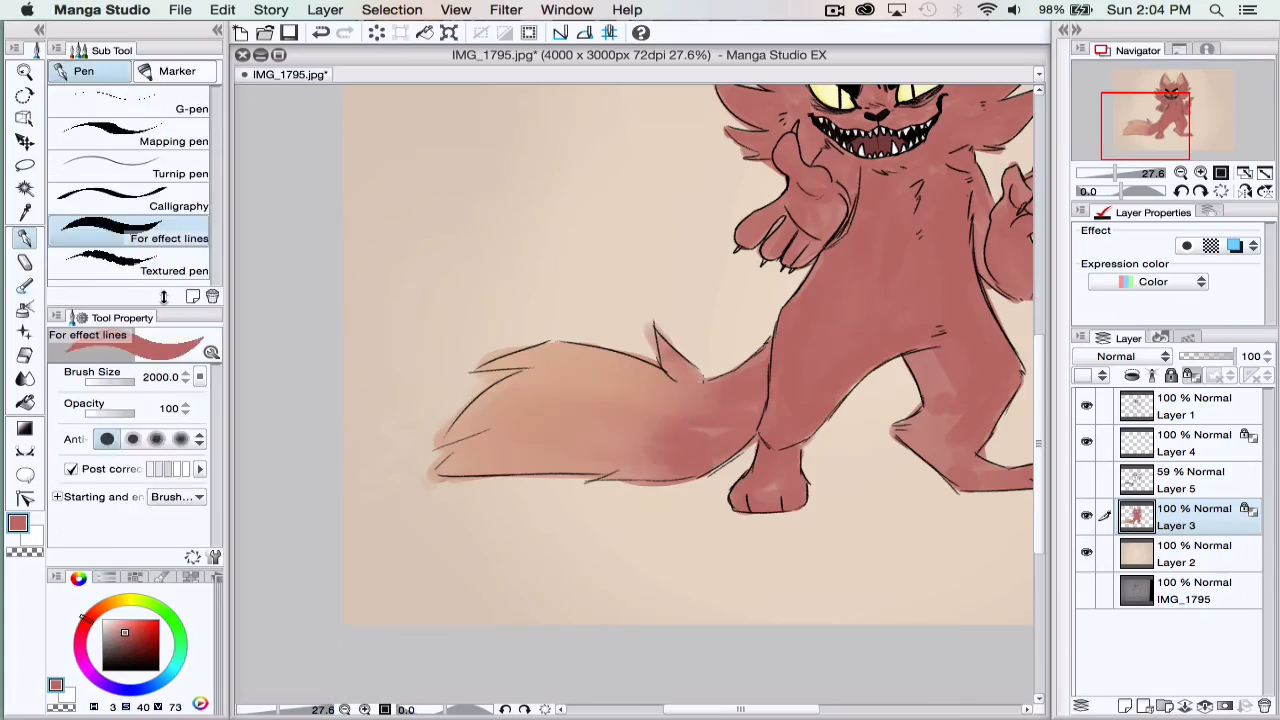 Manga Studio File Edit Story Layer Selection View Filter Window Help 98% Sun 2:04 PM
Sub Tool
IMG_1795.jpg* (4000 x 3000px 72dpi 27.6%) - Manga Studio EX
Navigator
Pen Marker
IMG_1795.jpg*
G-pen
Mapping pen
Turnip pen
Calligraphy
For effect lines
Textured pen
Tool Property
For effect lines
Brush Size 2000.0
Opacity 100
Anti-
Post correc
Starting and en Brush...
H 3 S 40 V 73
27.6 0.0
27.6
0.0
Layer Properties
Effect
Expression color
Color
Layer
Normal 100
100 % Normal
Layer 1
100 % Normal
Layer 4
59 % Normal
Layer 5
100 % Normal
Layer 3
100 % Normal
Layer 2
100 % Normal
IMG_1795